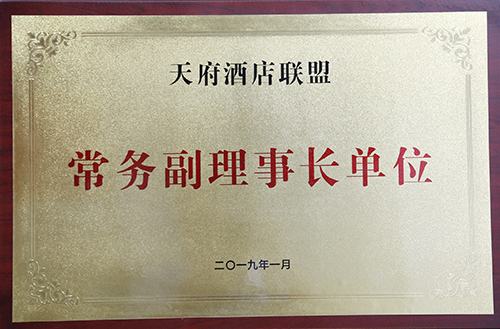 天府酒店联盟
常务副理事长单位
二〇一九年一月